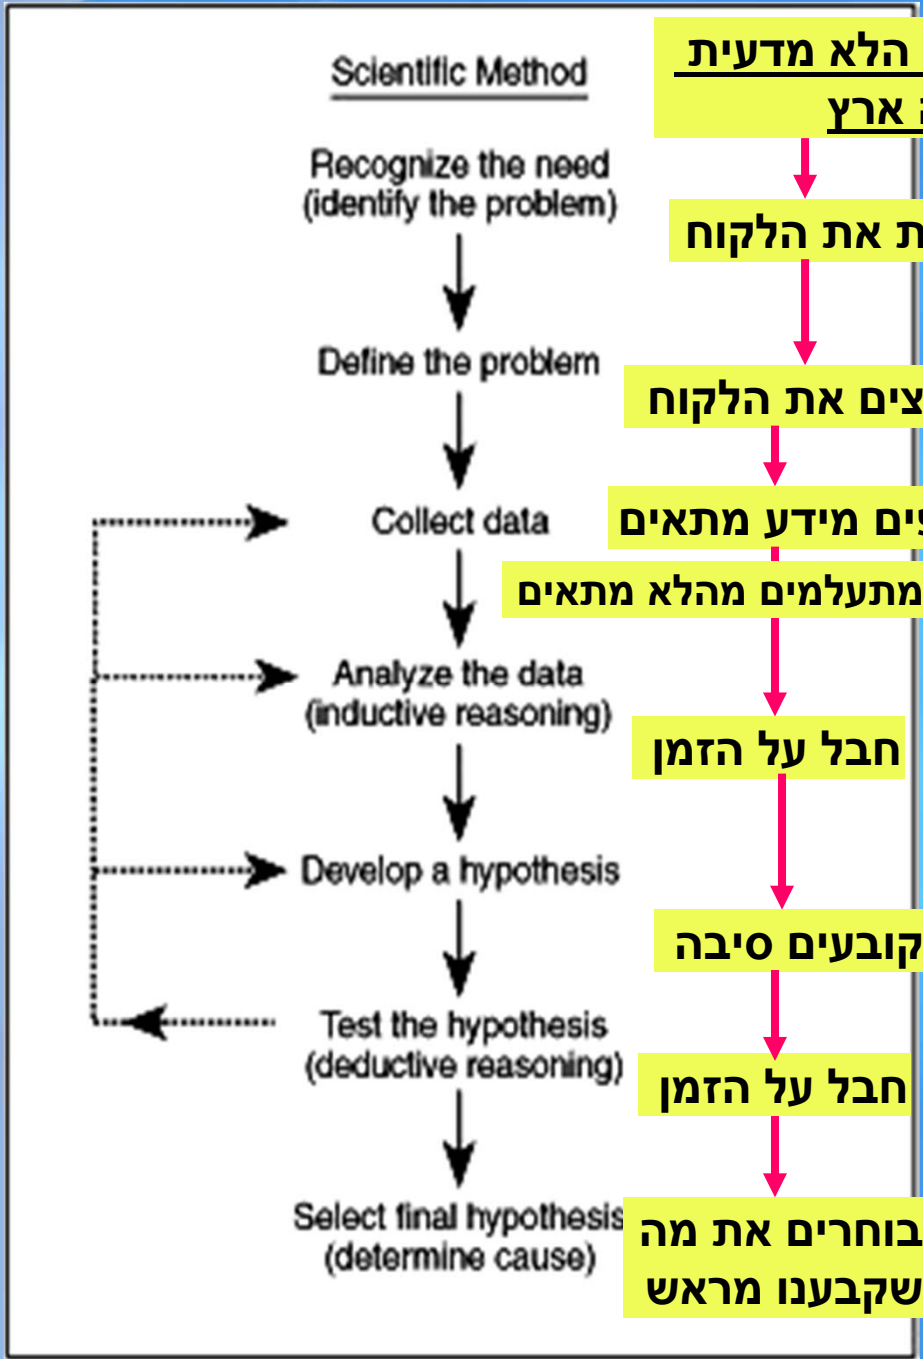 Scientific Method
Recognize the need
(identify the problem)
Define the problem
Collect data
Analyze the data
(inductive reasoning)
Develop a hypothesis
Test the hypothesis
(deductive reasoning)
Select final hypothesis
(determine cause)
הלא מדעית
ארץ
את הלקוח
את הלקוח
מידע מתאים
מתעלמים מהלא מתאים
חבל על הזמן
קובעים סיבה
חבל על הזמן
בוחרים את מה
שקבענו מראש